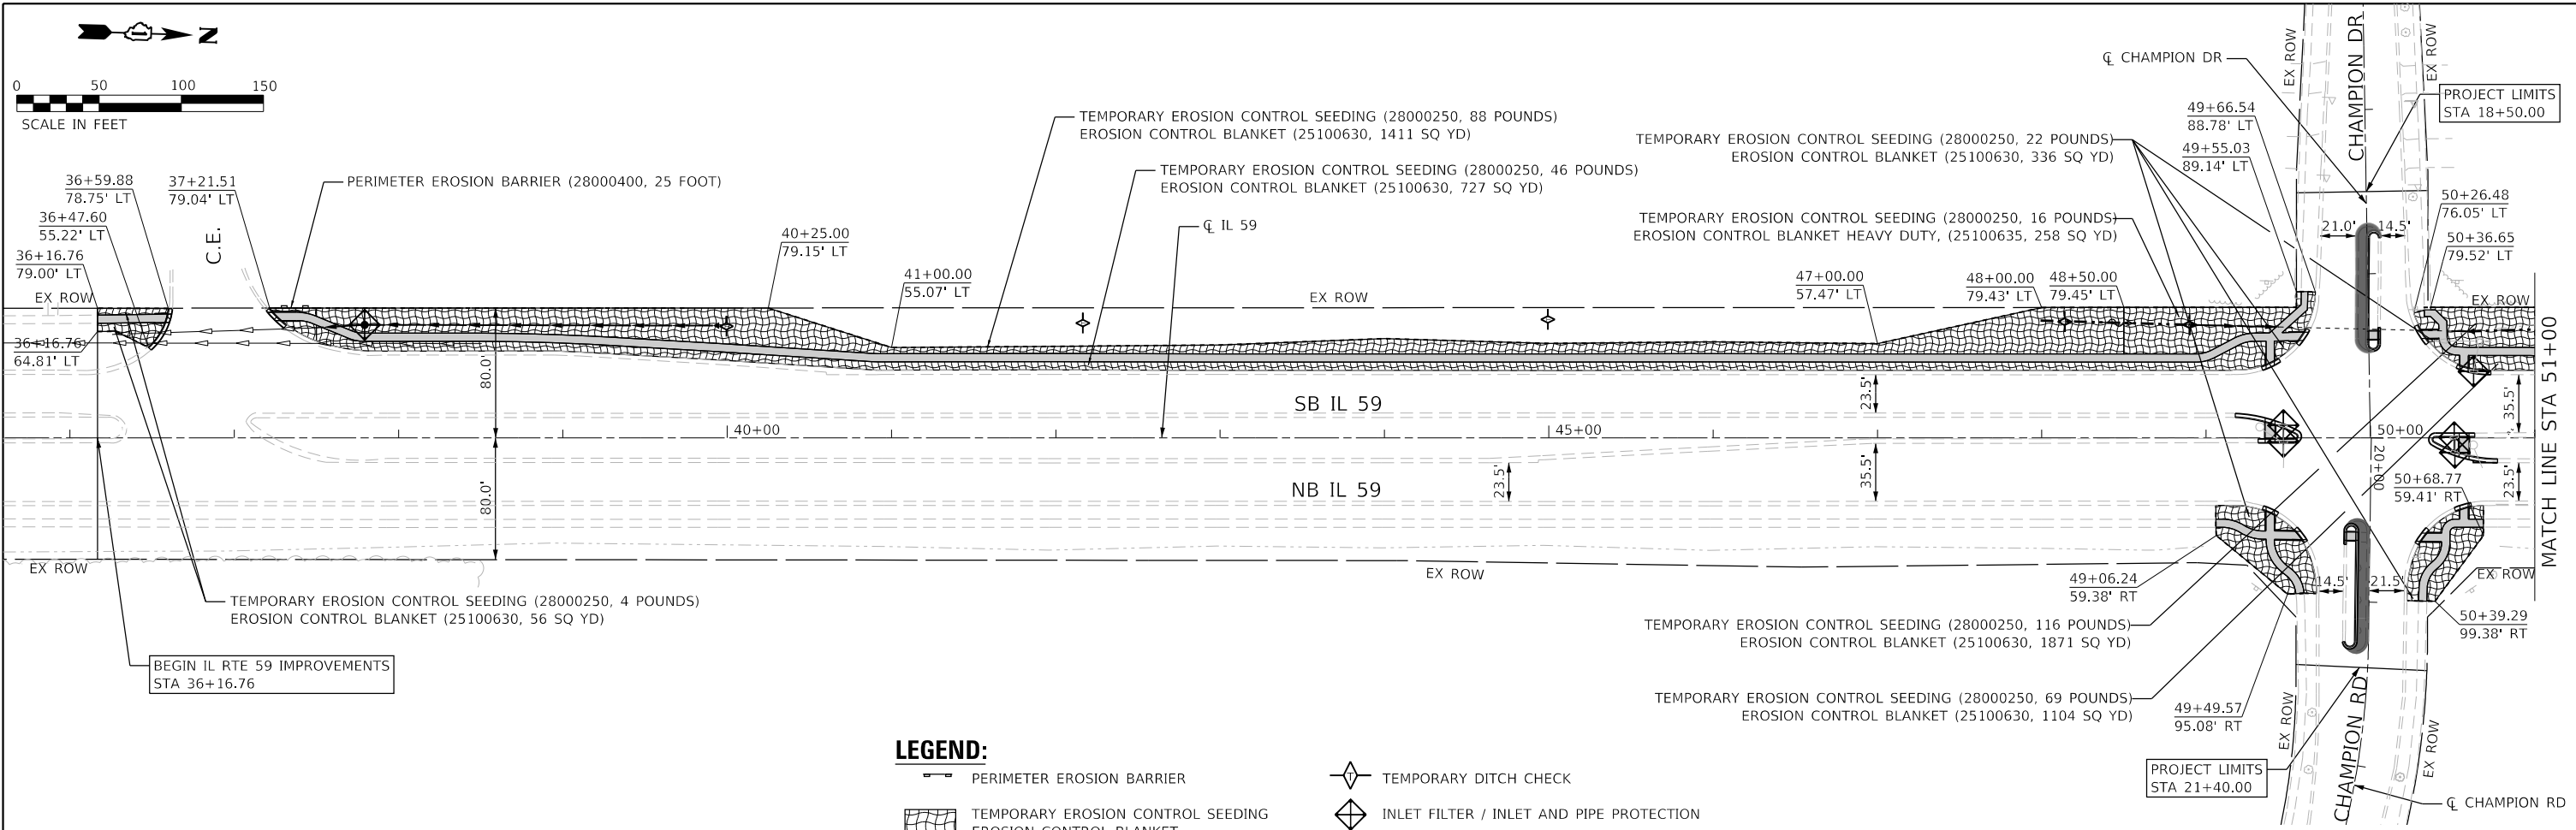 N
0 50 100 150
SCALE IN FEET
36+59.88
78.75' LT
37+21.51
79.04' LT
36+47.60
55.22' LT
36+16.76
79.00' LT
EX ROW
36+16.76
64.81' LT
C.E.
PERIMETER EROSION BARRIER (28000400, 25 FOOT)
TEMPORARY EROSION CONTROL SEEDING (28000250, 88 POUNDS)
EROSION CONTROL BLANKET (25100630, 1411 SQ YD)
TEMPORARY EROSION CONTROL SEEDING (28000250, 46 POUNDS)
EROSION CONTROL BLANKET (25100630, 727 SQ YD)
℄ IL 59
40+25.00
79.15' LT
41+00.00
55.07' LT
EX ROW
47+00.00
57.47' LT
48+00.00
79.43' LT
48+50.00
79.45' LT
TEMPORARY EROSION CONTROL SEEDING (28000250, 22 POUNDS)
EROSION CONTROL BLANKET (25100630, 336 SQ YD)
TEMPORARY EROSION CONTROL SEEDING (28000250, 16 POUNDS)
EROSION CONTROL BLANKET HEAVY DUTY, (25100635, 258 SQ YD)
℄ CHAMPION DR
49+66.54
88.78' LT
49+55.03
89.14' LT
EX ROW
CHAMPION DR
EX ROW
PROJECT LIMITS
STA 18+50.00
21.0'
14.5'
50+26.48
76.05' LT
50+36.65
79.52' LT
EX ROW
MATCH LINE STA 51+00
80.0'
80.0'
40+00
SB IL 59
45+00
NB IL 59
23.5'
23.5'
35.5'
50+00
20+00
35.5'
23.5'
50+68.77
59.41' RT
EX ROW
EX ROW
49+06.24
59.38' RT
14.5'
21.5'
EX ROW
50+39.29
99.38' RT
TEMPORARY EROSION CONTROL SEEDING (28000250, 4 POUNDS)
EROSION CONTROL BLANKET (25100630, 56 SQ YD)
BEGIN IL RTE 59 IMPROVEMENTS
STA 36+16.76
TEMPORARY EROSION CONTROL SEEDING (28000250, 116 POUNDS)
EROSION CONTROL BLANKET (25100630, 1871 SQ YD)
TEMPORARY EROSION CONTROL SEEDING (28000250, 69 POUNDS)
EROSION CONTROL BLANKET (25100630, 1104 SQ YD)
49+49.57
95.08' RT
EX ROW
CHAMPION RD
EX ROW
PROJECT LIMITS
STA 21+40.00
℄ CHAMPION RD
LEGEND:
PERIMETER EROSION BARRIER
T TEMPORARY DITCH CHECK
TEMPORARY EROSION CONTROL SEEDING
EROSION CONTROL BLANKET
INLET FILTER / INLET AND PIPE PROTECTION